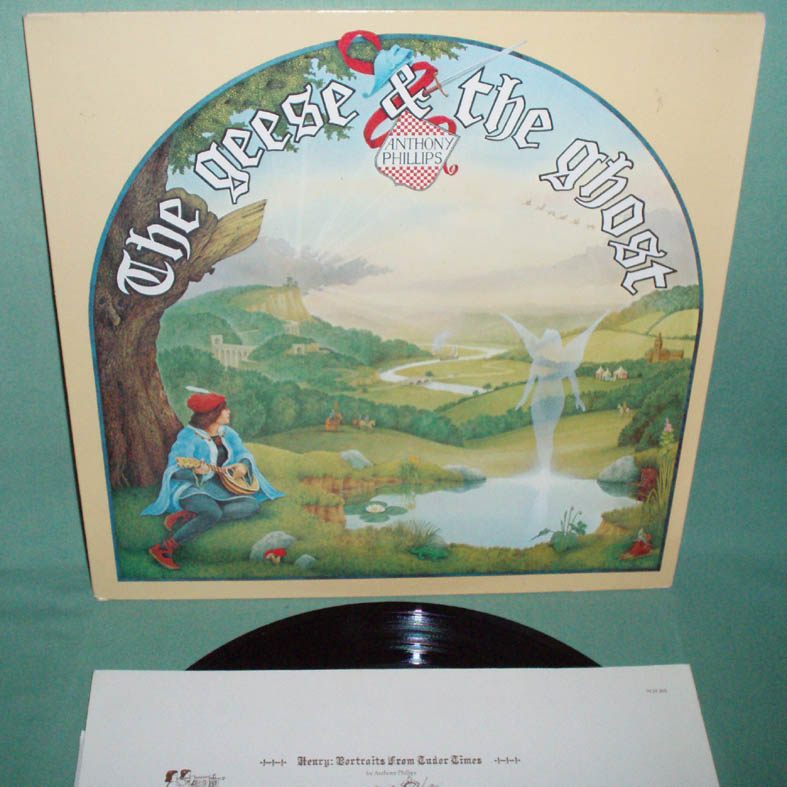 The geese & the ghost
ANTHONY
PHILLIPS
Henry: Portraits From Tudor Times
by Anthony Phillips